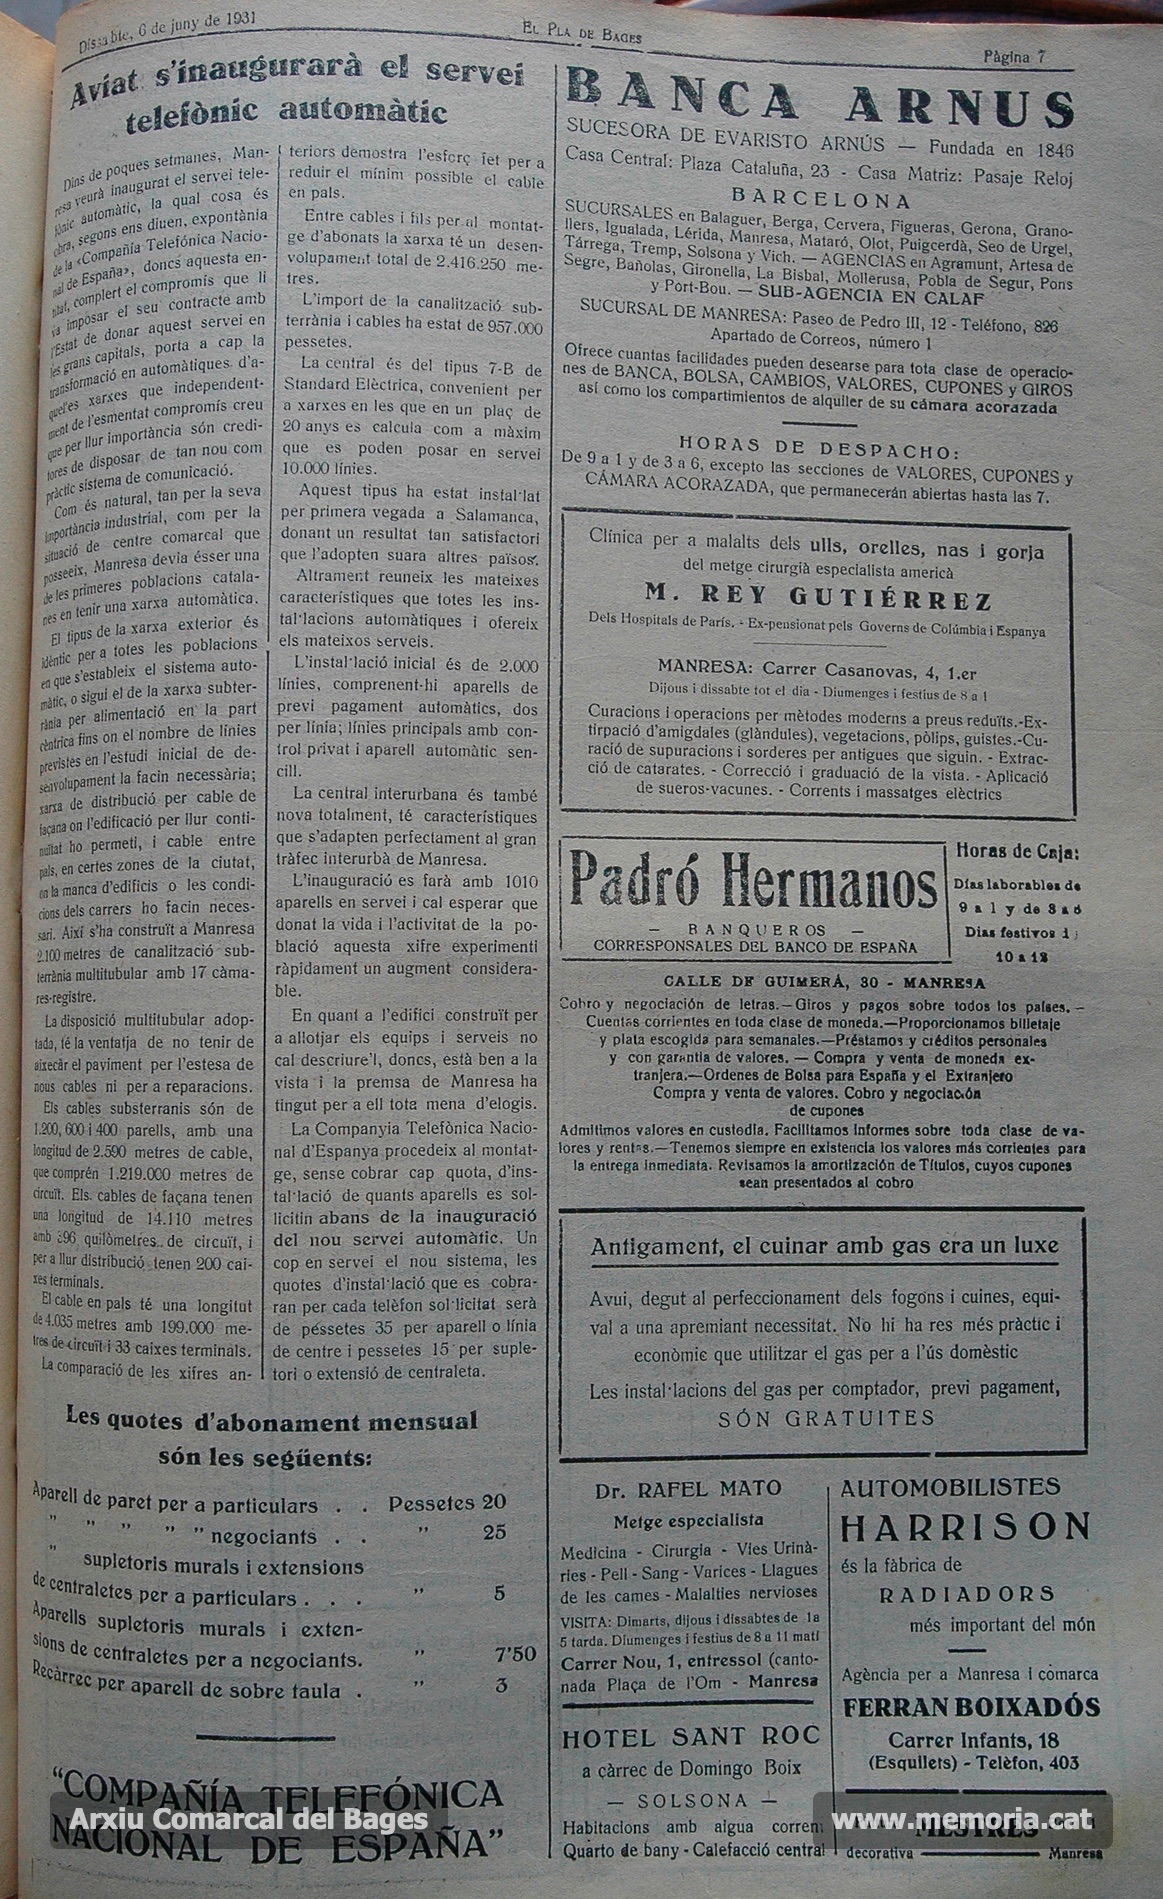 Dissabte, 6 de juny de 1931
EL PLA DE BAGES
Pàgina 7
Aviat s'inaugurarà el servei
telefònic automàtic
Dins de poques setmanes, Man-
resa veurà inaugurat el servei tele-
fònic automàtic, la qual cosa és
obra, segons ens diuen, expontània
de la «Compañia Telefónica Nacio-
nal de España», doncs aquesta en-
titat, complert el compromís que li
va imposar el seu contracte amb
l'Estat de donar aquest servei en
les grans capitals, porta a cap la
transformació en automàtiques d'a-
quelles xarxes que independent-
ment de l'esmentat compromís creu
que per llur importància són credi-
tores de disposar de tan nou com
pràctic sistema de comunicació.
Com és natural, tan per la seva
importància industrial, com per la
situació de centre comarcal que
posseeix, Manresa devia ésser una
de les primeres poblacions catala-
nes en tenir una xarxa automàtica.
El tipus de la xarxa exterior és
idèntic per a totes les poblacions
en que s'estableix el sistema auto-
màtic, o sigui el de la xarxa subter-
rània per alimentació en la part
cèntrica fins on el nombre de línies
previstes en l'estudi inicial de de-
senvolupament la facin necessària;
xarxa de distribució per cable de
façana on l'edificació per llur conti-
nuïtat ho permeti, i cable entre
pals, en certes zones de la ciutat,
on la manca d'edificis o les condi-
cions dels carrers ho facin neces-
sari. Així s'ha construït a Manresa
2.100 metres de canalització sub-
terrània multitubular amb 17 càma-
res-registre.
La disposició multitubular adop-
tada, té la ventatja de no tenir de
aixecàr el paviment per l'estesa de
nous cables ni per a reparacions.
Els cables substerranis són de
1.200, 600 i 400 parells, amb una
longitud de 2.590 metres de cable,
que comprén 1.219.000 metres de
circuït. Els cables de façana tenen
una longitud de 14.110 metres
amb 396 quilòmetres de circuït, i
per a llur distribució tenen 200 cai-
xes terminals.
El cable en pals té una longitut
de 4.035 metres amb 199.000 me-
tres de circuït i 33 caixes terminals.
La comparació de les xifres an-
teriors demostra l'esforç fet per a
reduir el mínim possible el cable
en pals.
Entre cables i fils per al montat-
ge d'abonats la xarxa té un desen-
volupament total de 2.416.250 me-
tres.
L'import de la canalització sub-
terrània i cables ha estat de 957.000
pessetes.
La central és del tipus 7-B de
Standard Elèctrica, convenient per
a xarxes en les que en un plaç de
20 anys es calcula com a màxim
que es poden posar en servei
10.000 línies.
Aquest tipus ha estat instal·lat
per primera vegada a Salamanca,
donant un resultat tan satisfactori
que l'adopten suara altres països.
Altrament reuneix les mateixes
característiques que totes les ins-
tal·lacions automàtiques i ofereix
els mateixos serveis.
L'instal·lació inicial és de 2.000
línies, comprenent-hi aparells de
previ pagament automàtics, dos
per línia; línies principals amb con-
trol privat i aparell automàtic sen-
cill.
La central interurbana és també
nova totalment, té característiques
que s'adapten perfectament al gran
tràfec interurbà de Manresa.
L'inauguració es farà amb 1010
aparells en servei i cal esperar que
donat la vida i l'activitat de la po-
blació aquesta xifre experimenti
ràpidament un augment considera-
ble.
En quant a l'edifici construït per
a allotjar els equips i serveis no
cal descriure'l, doncs, està ben a la
vista i la premsa de Manresa ha
tingut per a ell tota mena d'elogis.
La Companyia Telefònica Nacio-
nal d'Espanya procedeix al montat-
ge, sense cobrar cap quota, d'ins-
tal·lació de quants aparells es sol-
licitin abans de la inauguració
del nou servei automàtic. Un
cop en servei el nou sistema, les
quotes d'instal·lació que es cobra-
ran per cada telèfon sol·licitat serà
de péssetes 35 per aparell o línia
de centre i pessetes 15 per suple-
tori o extensió de centraleta.
Les quotes d'abonament mensual
són les següents:
Aparell de paret per a particulars . . Pessetes 20
" " " " " negociants . . " 25
" supletoris murals i extensions
de centraletes per a particulars . . . " 5
Aparells supletoris murals i exten-
sions de centraletes per a negociants. " 7'50
Recàrrec per aparell de sobre taula . " 3
"COMPAÑÍA TELEFÓNICA
NACIONAL DE ESPAÑA"
BANCA ARNUS
SUCESORA DE EVARISTO ARNÚS — Fundada en 1846
Casa Central: Plaza Cataluña, 23 - Casa Matriz: Pasaje Reloj
BARCELONA
SUCURSALES en Balaguer, Berga, Cervera, Figueras, Gerona, Grano-
llers, Igualada, Lérida, Manresa, Mataró, Olot, Puigcerdà, Seo de Urgel,
Tárrega, Tremp, Solsona y Vich. — AGENCIAS en Agramunt, Artesa de
Segre, Bañolas, Gironella, La Bisbal, Mollerusa, Pobla de Segur, Pons
y Port-Bou. — SUB-AGENCIA EN CALAF
SUCURSAL DE MANRESA: Paseo de Pedro III, 12 - Teléfono, 826
Apartado de Correos, número 1
Ofrece cuantas facilidades pueden desearse para tota clase de operacio-
nes de BANCA, BOLSA, CAMBIOS, VALORES, CUPONES y GIROS
así como los compartimientos de alquiler de su cámara acorazada
HORAS DE DESPACHO:
De 9 a 1 y de 3 a 6, excepto las secciones de VALORES, CUPONES y
CÁMARA ACORAZADA, que permanecerán abiertas hasta las 7.
Clínica per a malalts dels ulls, orelles, nas i gorja
del metge cirurgià especialista americà
M. REY GUTIÉRREZ
Dels Hospitals de París. - Ex-pensionat pels Governs de Colúmbia i Espanya
MANRESA: Carrer Casanovas, 4, 1.er
Dijous i dissabte tot el dia - Diumenges i festius de 8 a 1
Curacions i operacions per mètodes moderns a preus reduïts.-Ex-
tirpació d'amigdales (glàndules), vegetacions, pòlips, guistes.-Cu-
ració de supuracions i sorderes per antigues que siguin. - Extrac-
ció de catarates. - Correcció i graduació de la vista. - Aplicació
de sueros-vacunes. - Corrents i massatges elèctrics
Padró Hermanos
— BANQUEROS —
CORRESPONSALES DEL BANCO DE ESPAÑA
Horas de Caja:
Días laborables de
9 a 1 y de 3 a 5
Días festivos
10 a 12
CALLE DE GUIMERÁ, 30 - MANRESA
Cobro y negociación de letras.—Giros y pagos sobre todos los países.—
Cuentas corrientes en toda clase de moneda.—Proporcionamos billetaje
y plata escogida para semanales.—Préstamos y créditos personales
y con garantia de valores. — Compra y venta de moneda ex-
tranjera.—Ordenes de Bolsa para España y el Extranjero
Compra y venta de valores. Cobro y negociación
de cupones
Admitimos valores en custodia. Facilitamos informes sobre toda clase de va-
lores y rentas.—Tenemos siempre en existencia los valores más corrientes para
la entrega inmediata. Revisamos la amortización de Títulos, cuyos cupones
sean presentados al cobro
Antigament, el cuinar amb gas era un luxe
Avui, degut al perfeccionament dels fogons i cuines, equi-
val a una apremiant necessitat. No hi ha res més pràctic i
econòmic que utilitzar el gas per a l'ús domèstic
Les instal·lacions del gas per comptador, previ pagament,
SÓN GRATUITES
Dr. RAFEL MATO
Metge especialista
Medicina - Cirurgia - Vies Urinà-
ries - Pell - Sang - Varices - Llagues
de les cames - Malalties nervioses
VISITA: Dimarts, dijous i dissabtes de 1 a
5 tarda. Diumenges i festius de 8 a 11 matí
Carrer Nou, 1, entressol (canto-
nada Plaça de l'Om - Manresa
HOTEL SANT ROC
a càrrec de Domingo Boix
— SOLSONA —
Habitacions amb aigua corrent
Quarto de bany - Calefacció central
AUTOMOBILISTES
HARRISON
és la fàbrica de
RADIADORS
més important del món
Agència per a Manresa i còmarca
FERRAN BOIXADÓS
Carrer Infants, 18
(Esquilets) - Telèfon, 403
MESTRES
decorativa Manresa
Arxiu Comarcal del Bages
www.memoria.cat